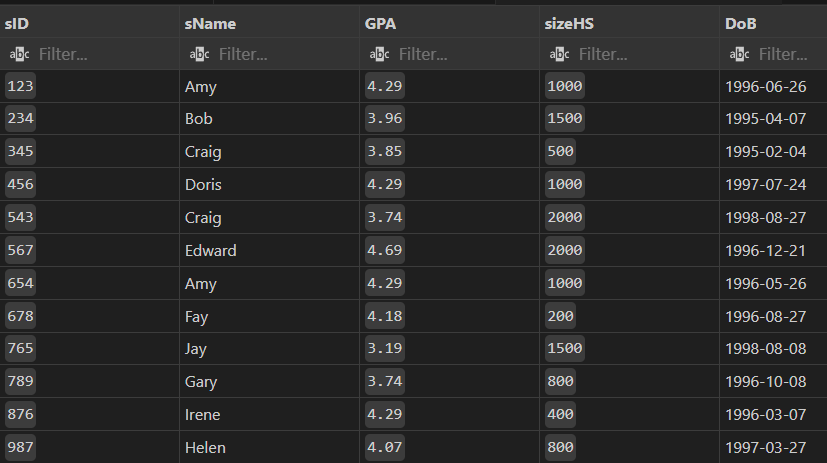 sID sName GPA sizeHS DoB
abc Filter... abc Filter... abc Filter... abc Filter... abc Filter...
123 Amy 4.29 1000 1996-06-26
234 Bob 3.96 1500 1995-04-07
345 Craig 3.85 500 1995-02-04
456 Doris 4.29 1000 1997-07-24
543 Craig 3.74 2000 1998-08-27
567 Edward 4.69 2000 1996-12-21
654 Amy 4.29 1000 1996-05-26
678 Fay 4.18 200 1996-08-27
765 Jay 3.19 1500 1998-08-08
789 Gary 3.74 800 1996-10-08
876 Irene 4.29 400 1996-03-07
987 Helen 4.07 800 1997-03-27